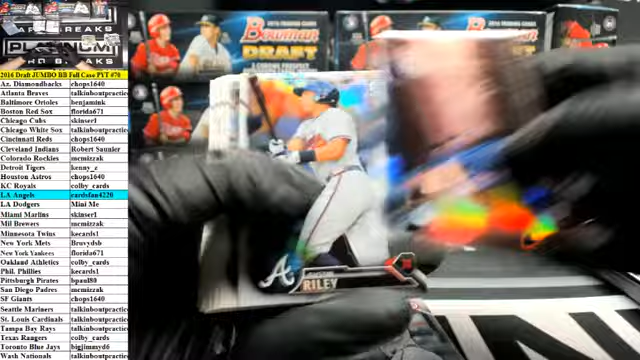 PLATINUM
BREAKS
2016 Draft JUMBO BB Full Case PYT #70
Az. Diamondbacks chops1640
Atlanta Braves talkinboutpractice
Baltimore Orioles benjamink
Boston Red Sox florida671
Chicago Cubs skinser1
Chicago White Sox talkinboutpractice
Cincinnati Reds chops1640
Cleveland Indians Robert Saunier
Colorado Rockies mcmizzak
Detroit Tigers kenny_z
Houston Astros chops1640
KC Royals colby_cards
LA Angels cardsfan4220
LA Dodgers Mini Me
Miami Marlins skinser1
Mil Brewers mcmizzak
Minnesota Twins kecards1
New York Mets Bruvydsb
New York Yankees florida671
Oakland Athletics colby_cards
Phil. Phillies kecards1
Pittsburgh Pirates bpaul80
San Diego Padres mcmizzak
SF Giants chops1640
Seattle Mariners talkinboutpractice
St. Louis Cardinals talkinboutpractice
Tampa Bay Rays talkinboutpractice
Texas Rangers colby_cards
Toronto Blue Jays bigjimmyd6
Wash Nationals talkinboutpractice
Bowman
DRAFT
RILEY